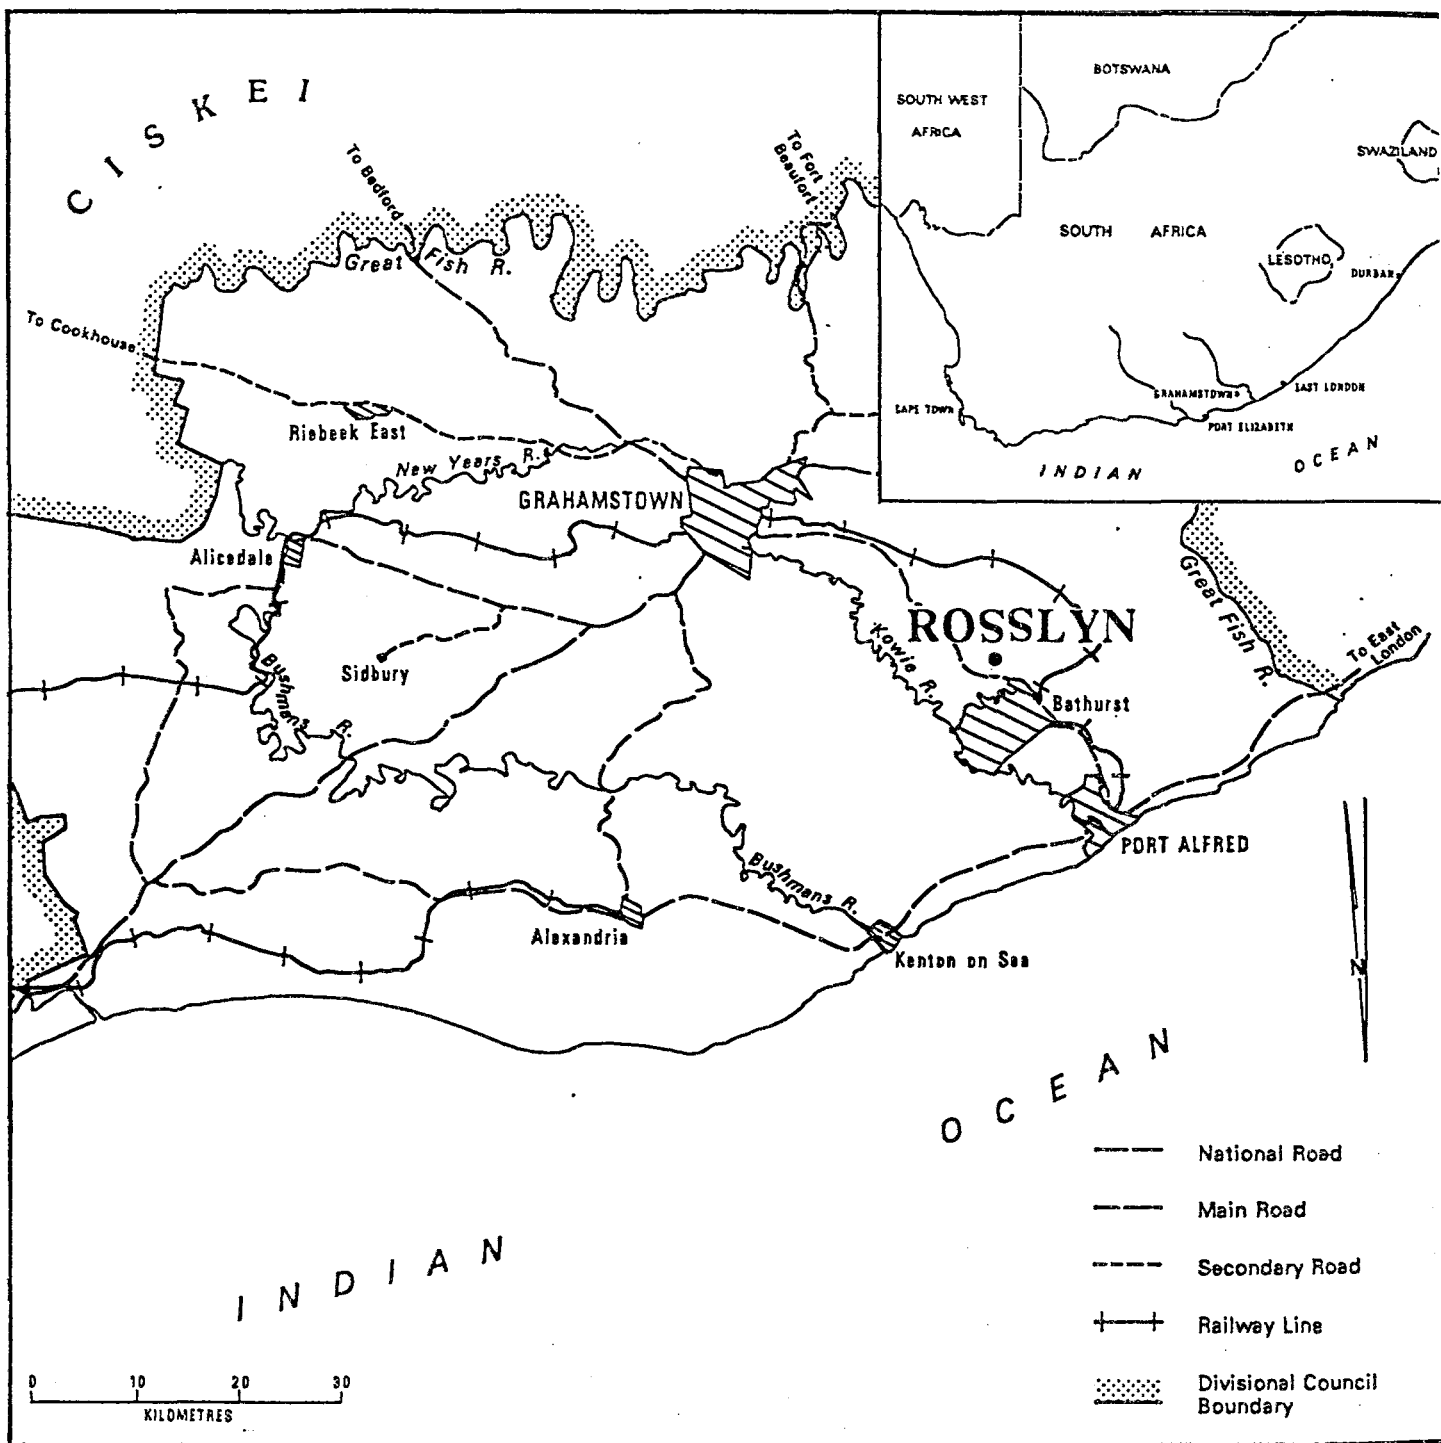 CISKEI
To Bedford
To Fort
Beaufort
Great Fish R.
To Cookhouse
Riebeek East
New Years R.
GRAHAMSTOWN
Alicedale
Sidbury
Bushmans R.
Kowie R.
ROSSLYN
Bathurst
Great Fish R.
To East
London
PORT ALFRED
Bushmans R.
Alexandria
Kenton on Sea
INDIAN
OCEAN
N
BOTSWANA
SOUTH WEST
AFRICA
SWAZILAND
SOUTH AFRICA
LESOTHO
DURBAN
GRAHAMSTOWN
EAST LONDON
CAPE TOWN
PORT ELIZABETH
INDIAN
OCEAN
National Road
Main Road
Secondary Road
Railway Line
Divisional Council
Boundary
0 10 20 30
KILOMETRES